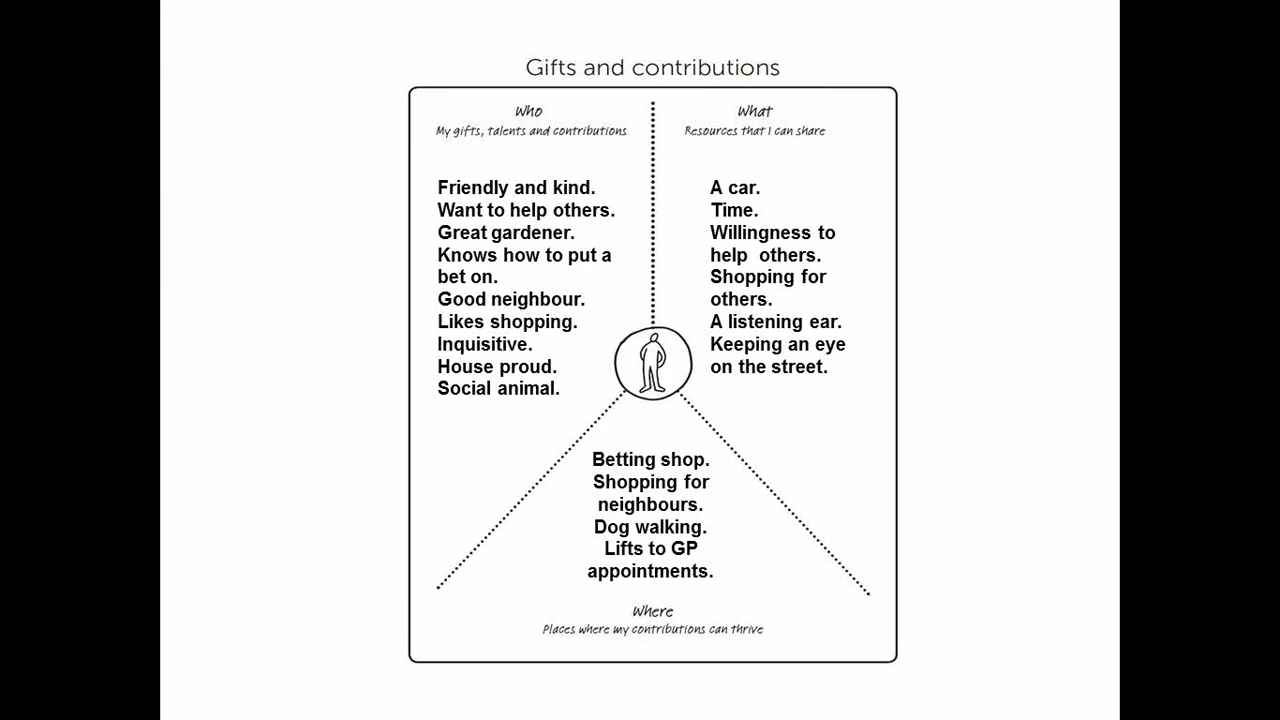 Gifts and contributions
Who
My gifts, talents and contributions
Friendly and kind.
Want to help others.
Great gardener.
Knows how to put a
bet on.
Good neighbour.
Likes shopping.
Inquisitive.
House proud.
Social animal.
What
Resources that I can share
A car.
Time.
Willingness to
help others.
Shopping for
others.
A listening ear.
Keeping an eye
on the street.
Betting shop.
Shopping for
neighbours.
Dog walking.
Lifts to GP
appointments.
Where
Places where my contributions can thrive